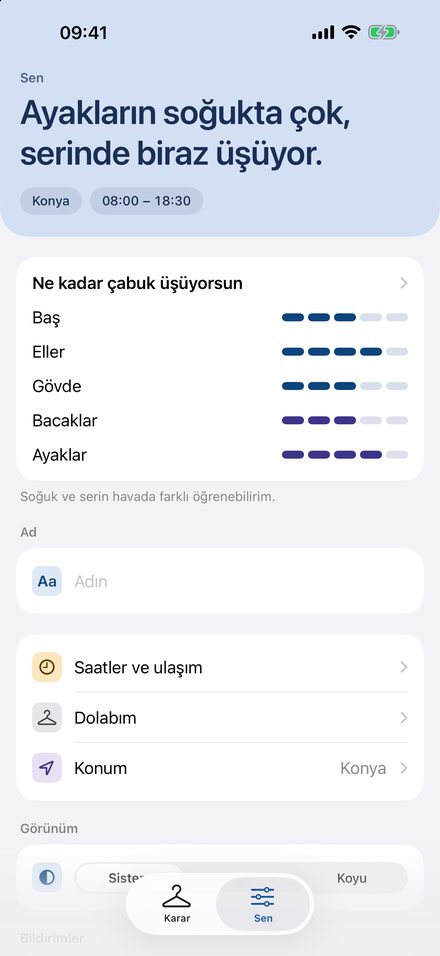 09:41
Sen
Ayakların soğukta çok,
serinde biraz üşüyor.
Konya
08:00 – 18:30
Ne kadar çabuk üşüyorsun
Baş
Eller
Gövde
Bacaklar
Ayaklar
Soğuk ve serin havada farklı öğrenebilirim.
Ad
Aa Adın
Saatler ve ulaşım
Dolabım
Konum Konya
Görünüm
Koyu
Karar Sen
Bildirimler